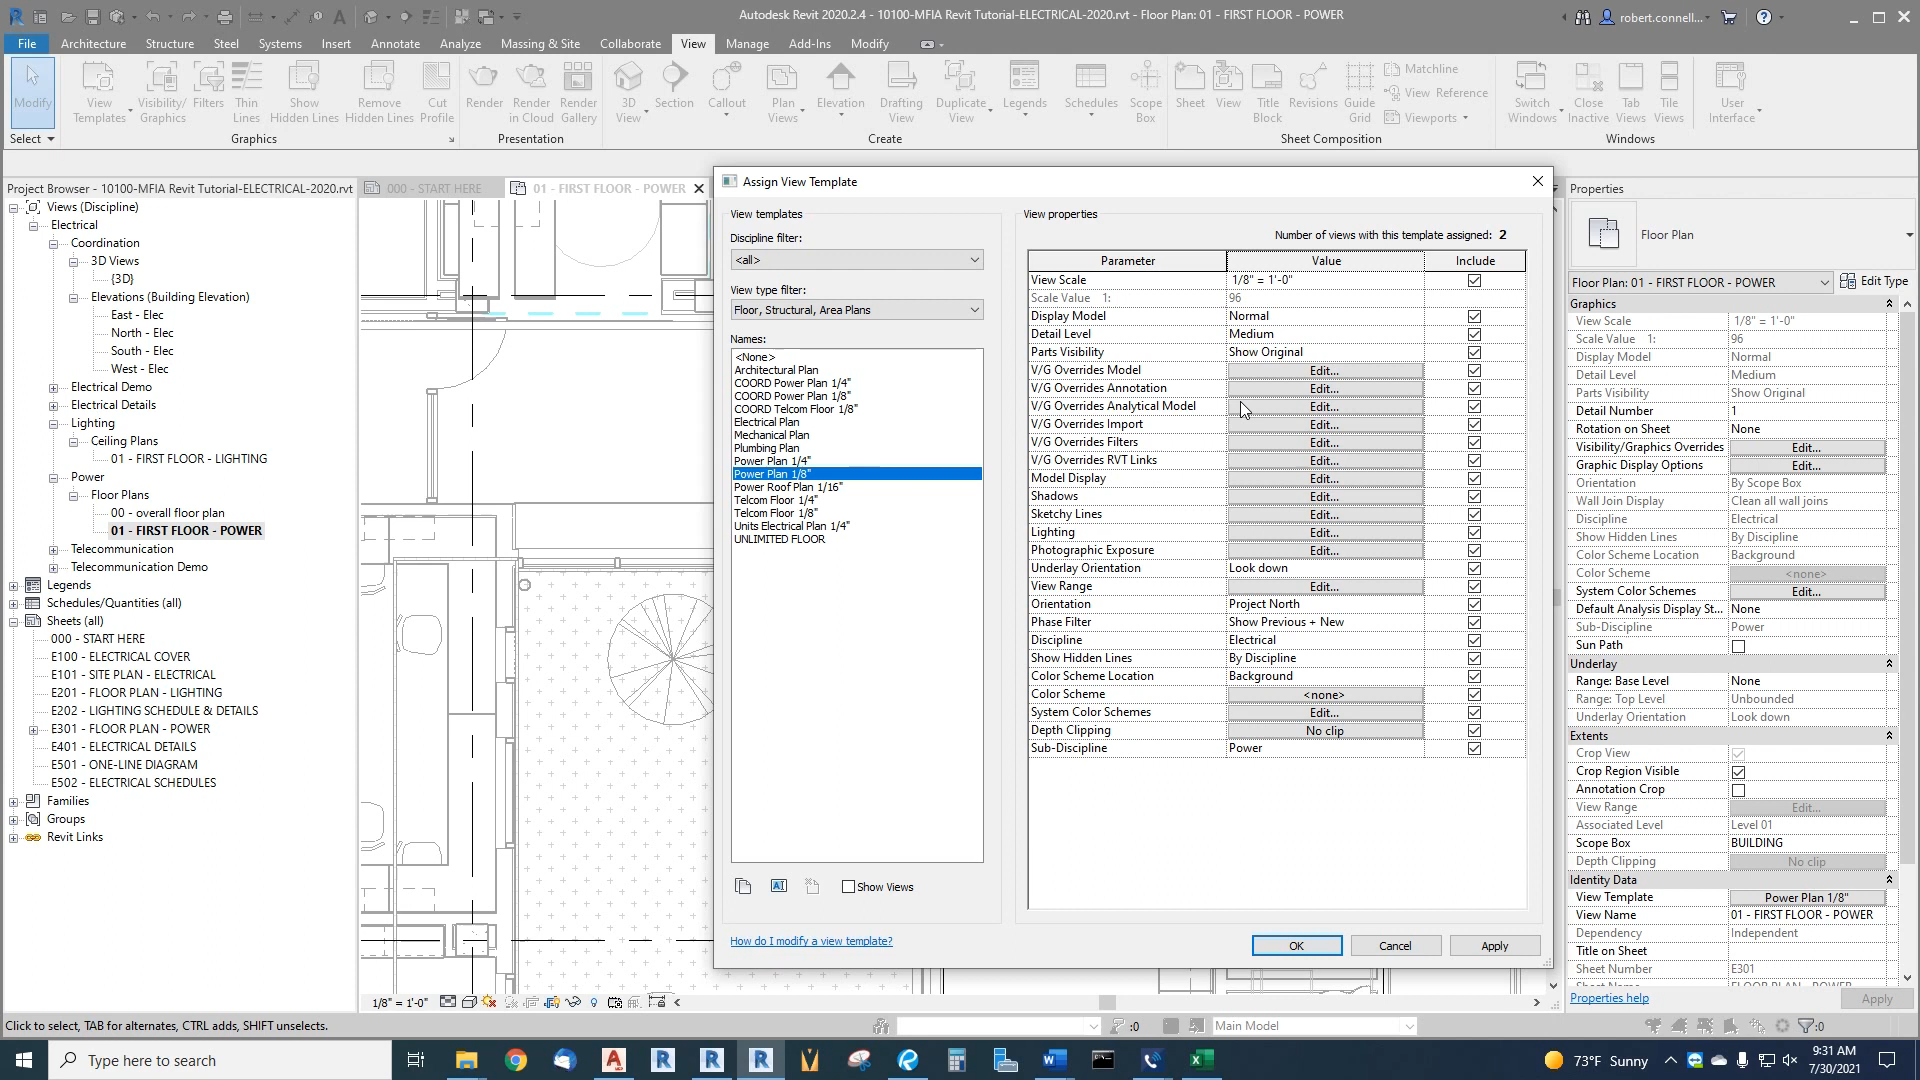 Autodesk Revit 2020.2.4 - 10100-MFIA Revit Tutorial-ELECTRICAL-2020.rvt - Floor Plan: 01 - FIRST FLOOR - POWER
robert.connell...
File Architecture Structure Steel Systems Insert Annotate Analyze Massing & Site Collaborate View Manage Add-Ins Modify
Modify
View Templates
Visibility/ Graphics
Filters
Thin Lines
Show Hidden Lines
Remove Hidden Lines
Cut Profile
Render
Render in Cloud
Render Gallery
3D View
Section
Callout
Plan Views
Elevation
Drafting View
Duplicate View
Legends
Schedules
Scope Box
Sheet
View
Title Block
Revisions
Guide Grid
Matchline
View Reference
Viewports
Switch Windows
Close Inactive
Tab Views
Tile Views
User Interface
Select Graphics Presentation Create Sheet Composition Windows
Project Browser - 10100-MFIA Revit Tutorial-ELECTRICAL-2020.rvt
Views (Discipline)
Electrical
Coordination
3D Views
{3D}
Elevations (Building Elevation)
East - Elec
North - Elec
South - Elec
West - Elec
Electrical Demo
Electrical Details
Lighting
Ceiling Plans
01 - FIRST FLOOR - LIGHTING
Power
Floor Plans
00 - overall floor plan
01 - FIRST FLOOR - POWER
Telecommunication
Telecommunication Demo
Legends
Schedules/Quantities (all)
Sheets (all)
000 - START HERE
E100 - ELECTRICAL COVER
E101 - SITE PLAN - ELECTRICAL
E201 - FLOOR PLAN - LIGHTING
E202 - LIGHTING SCHEDULE & DETAILS
E301 - FLOOR PLAN - POWER
E401 - ELECTRICAL DETAILS
E501 - ONE-LINE DIAGRAM
E502 - ELECTRICAL SCHEDULES
Families
Groups
Revit Links
000 - START HERE
01 - FIRST FLOOR - POWER
Assign View Template
View templates
Discipline filter:
<all>
View type filter:
Floor, Structural, Area Plans
Names:
<None>
Architectural Plan
COORD Power Plan 1/4"
COORD Power Plan 1/8"
COORD Telcom Floor 1/8"
Electrical Plan
Mechanical Plan
Plumbing Plan
Power Plan 1/4"
Power Plan 1/8"
Power Roof Plan 1/16"
Telcom Floor 1/4"
Telcom Floor 1/8"
Units Electrical Plan 1/4"
UNLIMITED FLOOR
Show Views
How do I modify a view template?
View properties
Number of views with this template assigned: 2
Parameter Value Include
View Scale 1/8" = 1'-0"
Scale Value 1: 96
Display Model Normal
Detail Level Medium
Parts Visibility Show Original
V/G Overrides Model Edit...
V/G Overrides Annotation Edit...
V/G Overrides Analytical Model Edit...
V/G Overrides Import Edit...
V/G Overrides Filters Edit...
V/G Overrides RVT Links Edit...
Model Display Edit...
Shadows Edit...
Sketchy Lines Edit...
Lighting Edit...
Photographic Exposure Edit...
Underlay Orientation Look down
View Range Edit...
Orientation Project North
Phase Filter Show Previous + New
Discipline Electrical
Show Hidden Lines By Discipline
Color Scheme Location Background
Color Scheme <none>
System Color Schemes Edit...
Depth Clipping No clip
Sub-Discipline Power
OK Cancel Apply
Properties
Floor Plan
Floor Plan: 01 - FIRST FLOOR - POWER Edit Type
Graphics
View Scale 1/8" = 1'-0"
Scale Value 1: 96
Display Model Normal
Detail Level Medium
Parts Visibility Show Original
Detail Number 1
Rotation on Sheet None
Visibility/Graphics Overrides Edit...
Graphic Display Options Edit...
Orientation By Scope Box
Wall Join Display Clean all wall joins
Discipline Electrical
Show Hidden Lines By Discipline
Color Scheme Location Background
Color Scheme <none>
System Color Schemes Edit...
Default Analysis Display St... None
Sub-Discipline Power
Sun Path
Underlay
Range: Base Level None
Range: Top Level Unbounded
Underlay Orientation Look down
Extents
Crop View
Crop Region Visible
Annotation Crop
View Range Edit...
Associated Level Level 01
Scope Box BUILDING
Depth Clipping No clip
Identity Data
View Template Power Plan 1/8"
View Name 01 - FIRST FLOOR - POWER
Dependency Independent
Title on Sheet
Sheet Number E301
Properties help Apply
1/8" = 1'-0"
Click to select, TAB for alternates, CTRL adds, SHIFT unselects.
:0
Main Model
:0
Type here to search
73°F Sunny
9:31 AM
7/30/2021